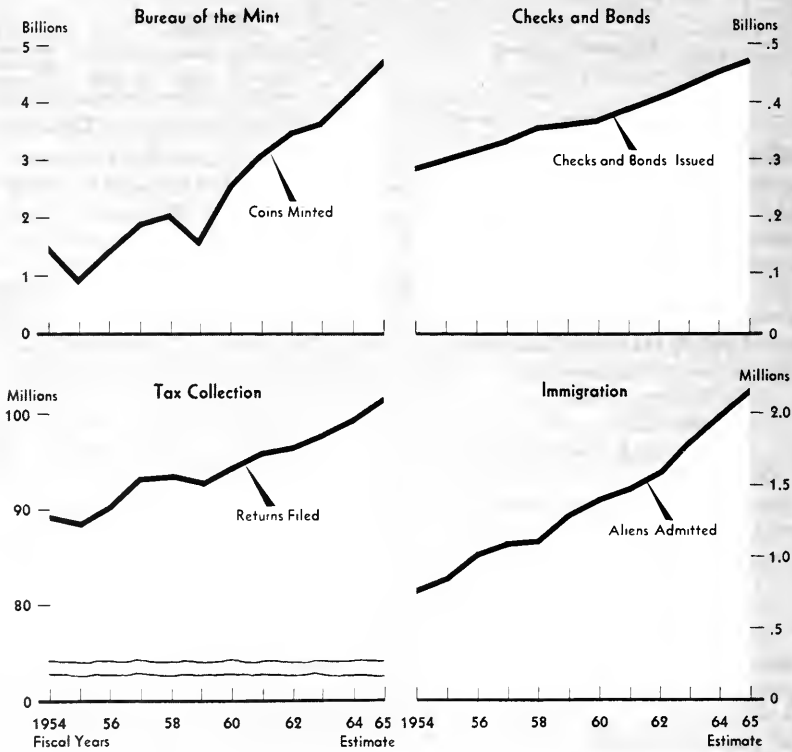 Bureau of the Mint
Billions
5
4
3
2
1
0
Coins Minted
Checks and Bonds
Billions
.5
.4
.3
.2
.1
0
Checks and Bonds Issued
Tax Collection
Millions
100
90
80
0
Returns Filed
1954 56 58 60 62 64 65
Fiscal Years Estimate
Immigration
Millions
2.0
1.5
1.0
.5
0
Aliens Admitted
1954 56 58 60 62 64 65
Estimate